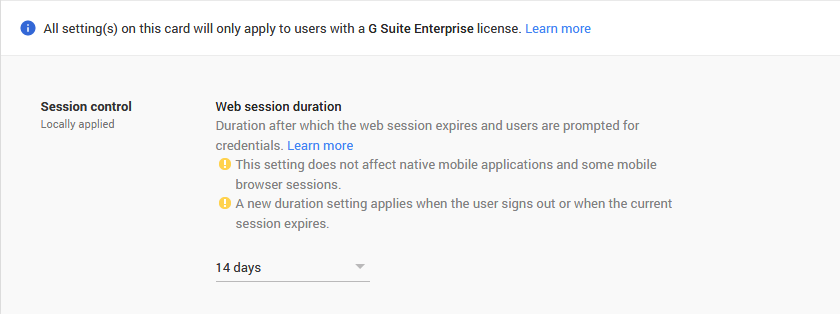 All setting(s) on this card will only apply to users with a G Suite Enterprise license. Learn more
Session control
Locally applied
Web session duration
Duration after which the web session expires and users are prompted for
credentials. Learn more
This setting does not affect native mobile applications and some mobile
browser sessions.
A new duration setting applies when the user signs out or when the current
session expires.
14 days